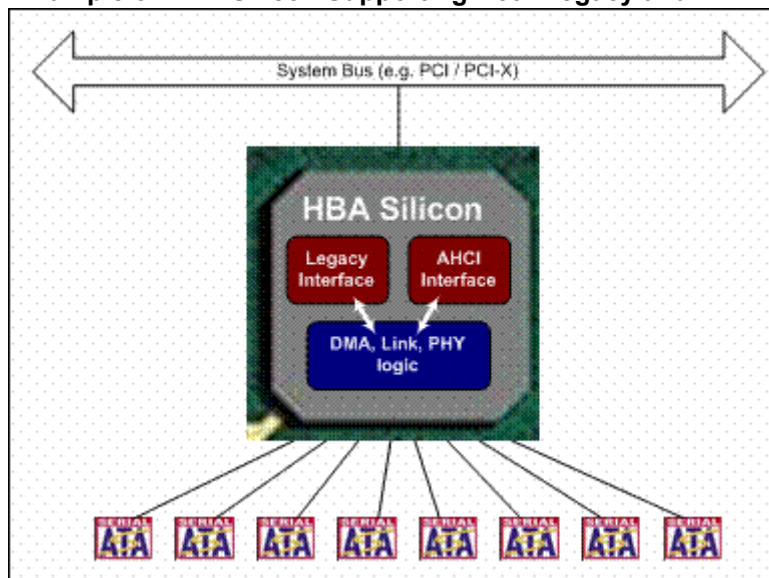 System Bus (e.g. PCI / PCI-X)
HBA Silicon
Legacy
Interface
AHCI
Interface
DMA, Link, PHY
logic
SERIAL
ATA
SERIAL
ATA
SERIAL
ATA
SERIAL
ATA
SERIAL
ATA
SERIAL
ATA
SERIAL
ATA
SERIAL
ATA